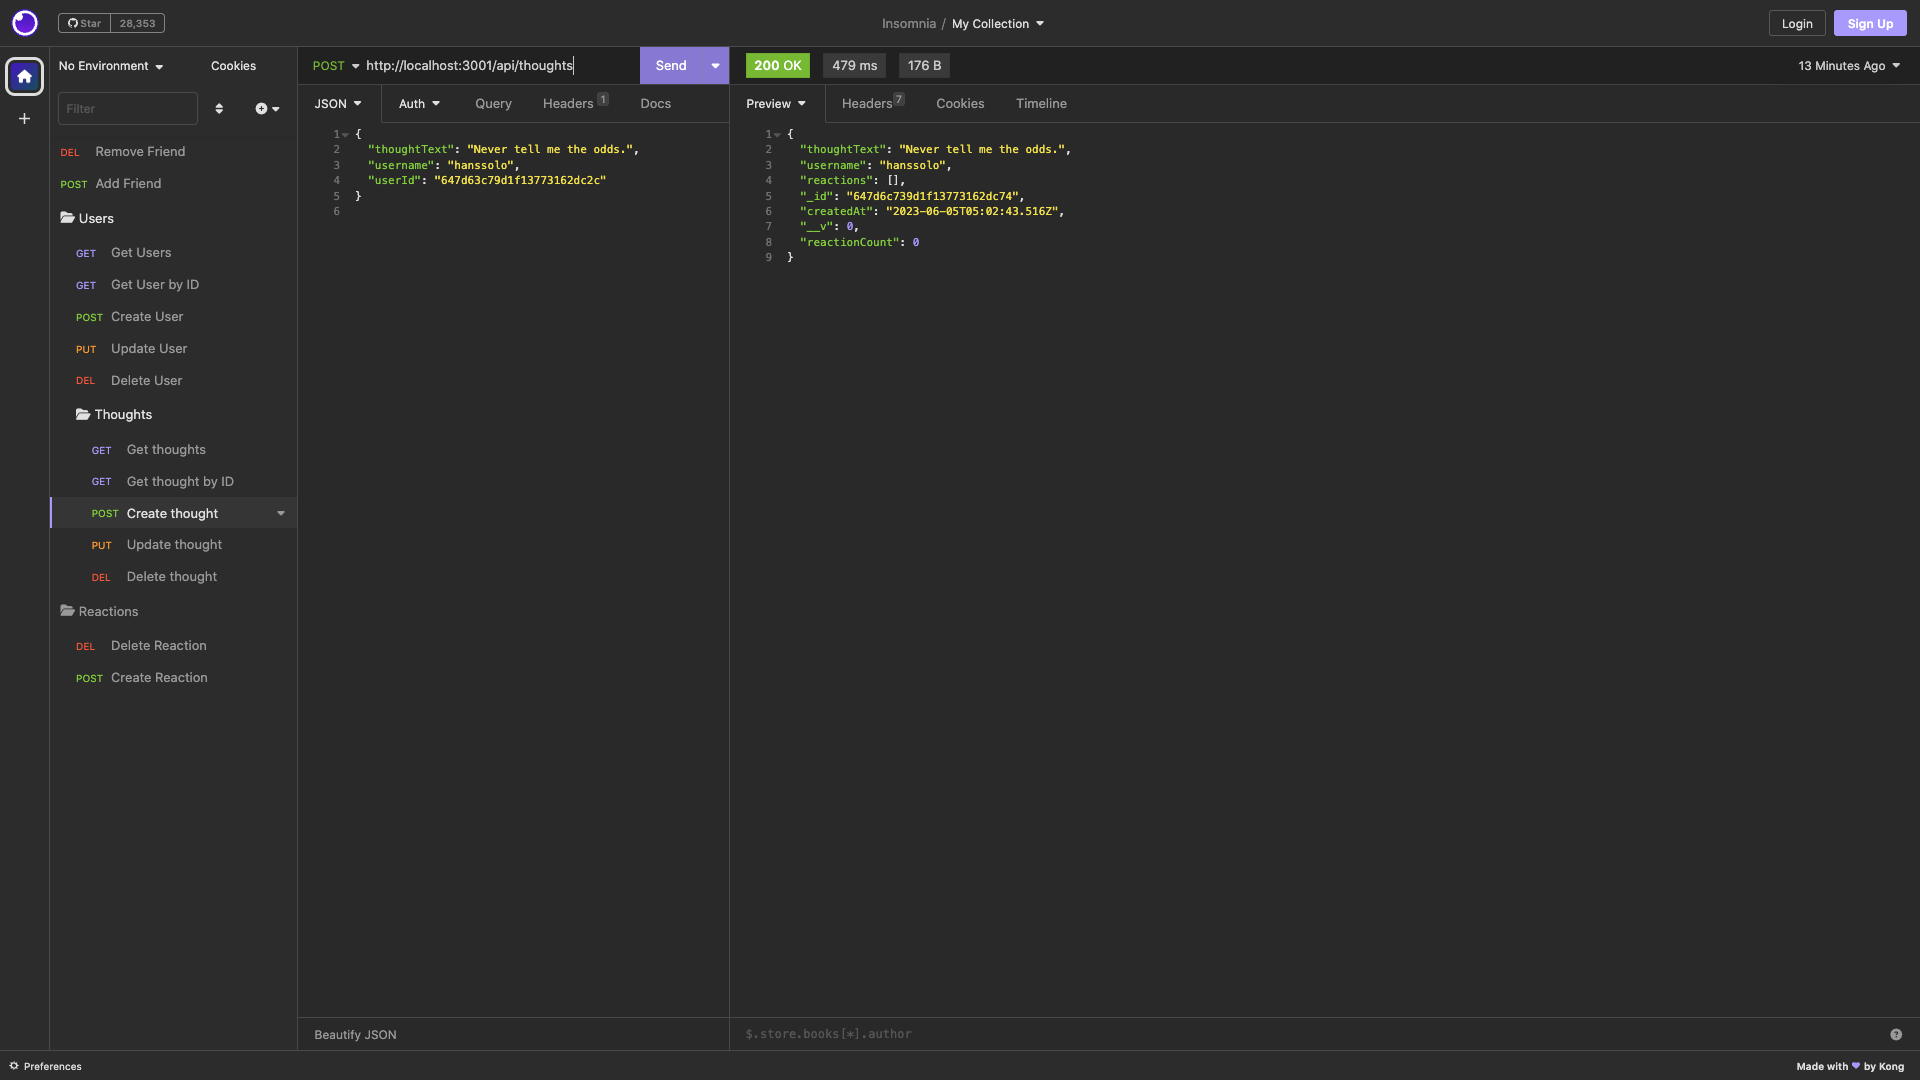 Star 28,353
Insomnia / My Collection
Login
Sign Up
No Environment
Cookies
Filter
DEL Remove Friend
POST Add Friend
Users
GET Get Users
GET Get User by ID
POST Create User
PUT Update User
DEL Delete User
Thoughts
GET Get thoughts
GET Get thought by ID
POST Create thought
PUT Update thought
DEL Delete thought
Reactions
DEL Delete Reaction
POST Create Reaction
POST http://localhost:3001/api/thoughts
Send
JSON Auth Query Headers 1 Docs
1 {
2 "thoughtText": "Never tell me the odds.",
3 "username": "hanssolo",
4 "userId": "647d63c79d1f13773162dc2c"
5 }
6
Beautify JSON
200 OK 479 ms 176 B
13 Minutes Ago
Preview Headers 7 Cookies Timeline
1 {
2 "thoughtText": "Never tell me the odds.",
3 "username": "hanssolo",
4 "reactions": [],
5 "_id": "647d6c739d1f13773162dc74",
6 "createdAt": "2023-06-05T05:02:43.516Z",
7 "__v": 0,
8 "reactionCount": 0
9 }
$.store.books[*].author
?
Preferences
Made with ♥ by Kong